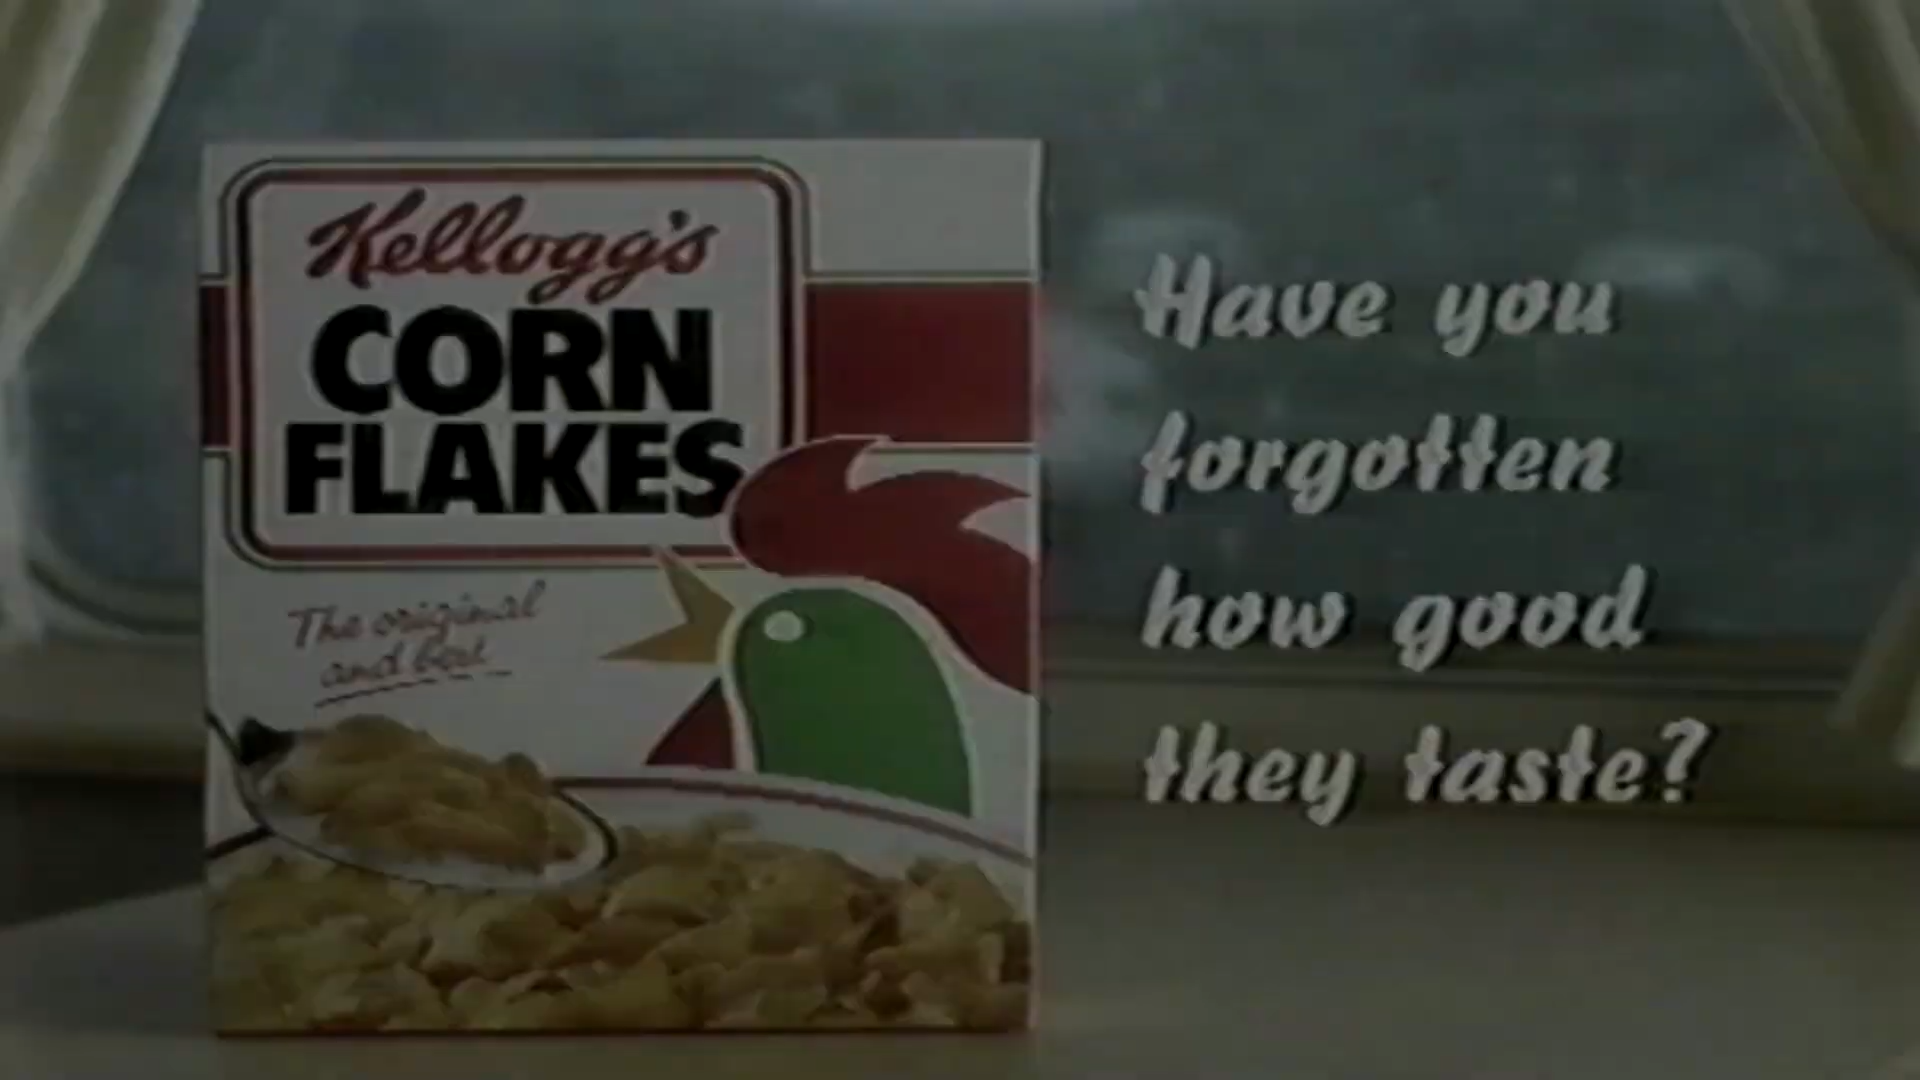 Kellogg's
CORN
FLAKES
The original
and best
Have you
forgotten
how good
they taste?